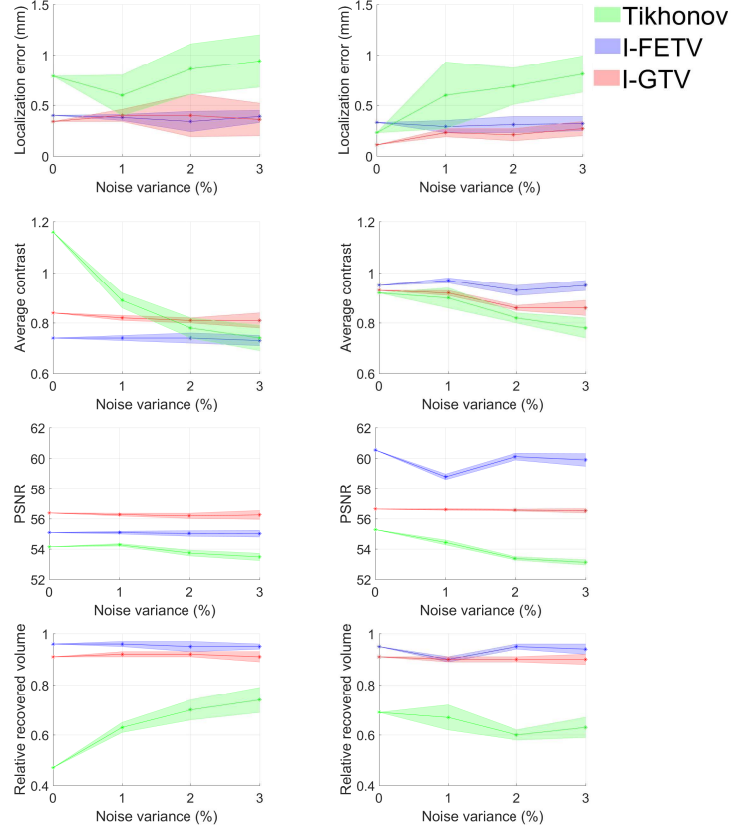 Tikhonov
I-FETV
I-GTV
Localization error (mm)
1.5
1
0.5
0
0 1 2 3
Noise variance (%)
Localization error (mm)
1.5
1
0.5
0
0 1 2 3
Noise variance (%)
Average contrast
1.2
1
0.8
0.6
0 1 2 3
Noise variance (%)
Average contrast
1.2
1
0.8
0.6
0 1 2 3
Noise variance (%)
PSNR
62
60
58
56
54
52
0 1 2 3
Noise variance (%)
PSNR
62
60
58
56
54
52
0 1 2 3
Noise variance (%)
Relative recovered volume
1
0.8
0.6
0.4
0 1 2 3
Noise variance (%)
Relative recovered volume
1
0.8
0.6
0.4
0 1 2 3
Noise variance (%)